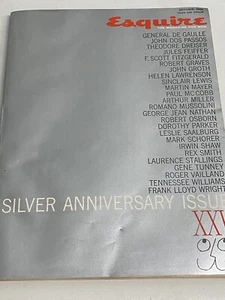 Esquire
GENERAL DE GAULLE
JOHN DOS PASSOS
THEODORE DREISER
JULES FEIFFER
F. SCOTT FITZGERALD
ROBERT GRAVES
JOHN GROTH
HELEN LAWRENSON
SINCLAIR LEWIS
MARTIN MAYER
PAUL McCOBB
ARTHUR MILLER
ROMANO MUSSOLINI
GEORGE JEAN NATHAN
ROBERT OSBORN
DOROTHY PARKER
LESLIE SAALBURG
MARK SCHORER
IRWIN SHAW
REX SMITH
LAURENCE STALLINGS
GENE TUNNEY
ROGER VAILLAND
TENNESSEE WILLIAMS
FRANK LLOYD WRIGHT
SILVER ANNIVERSARY ISSUE